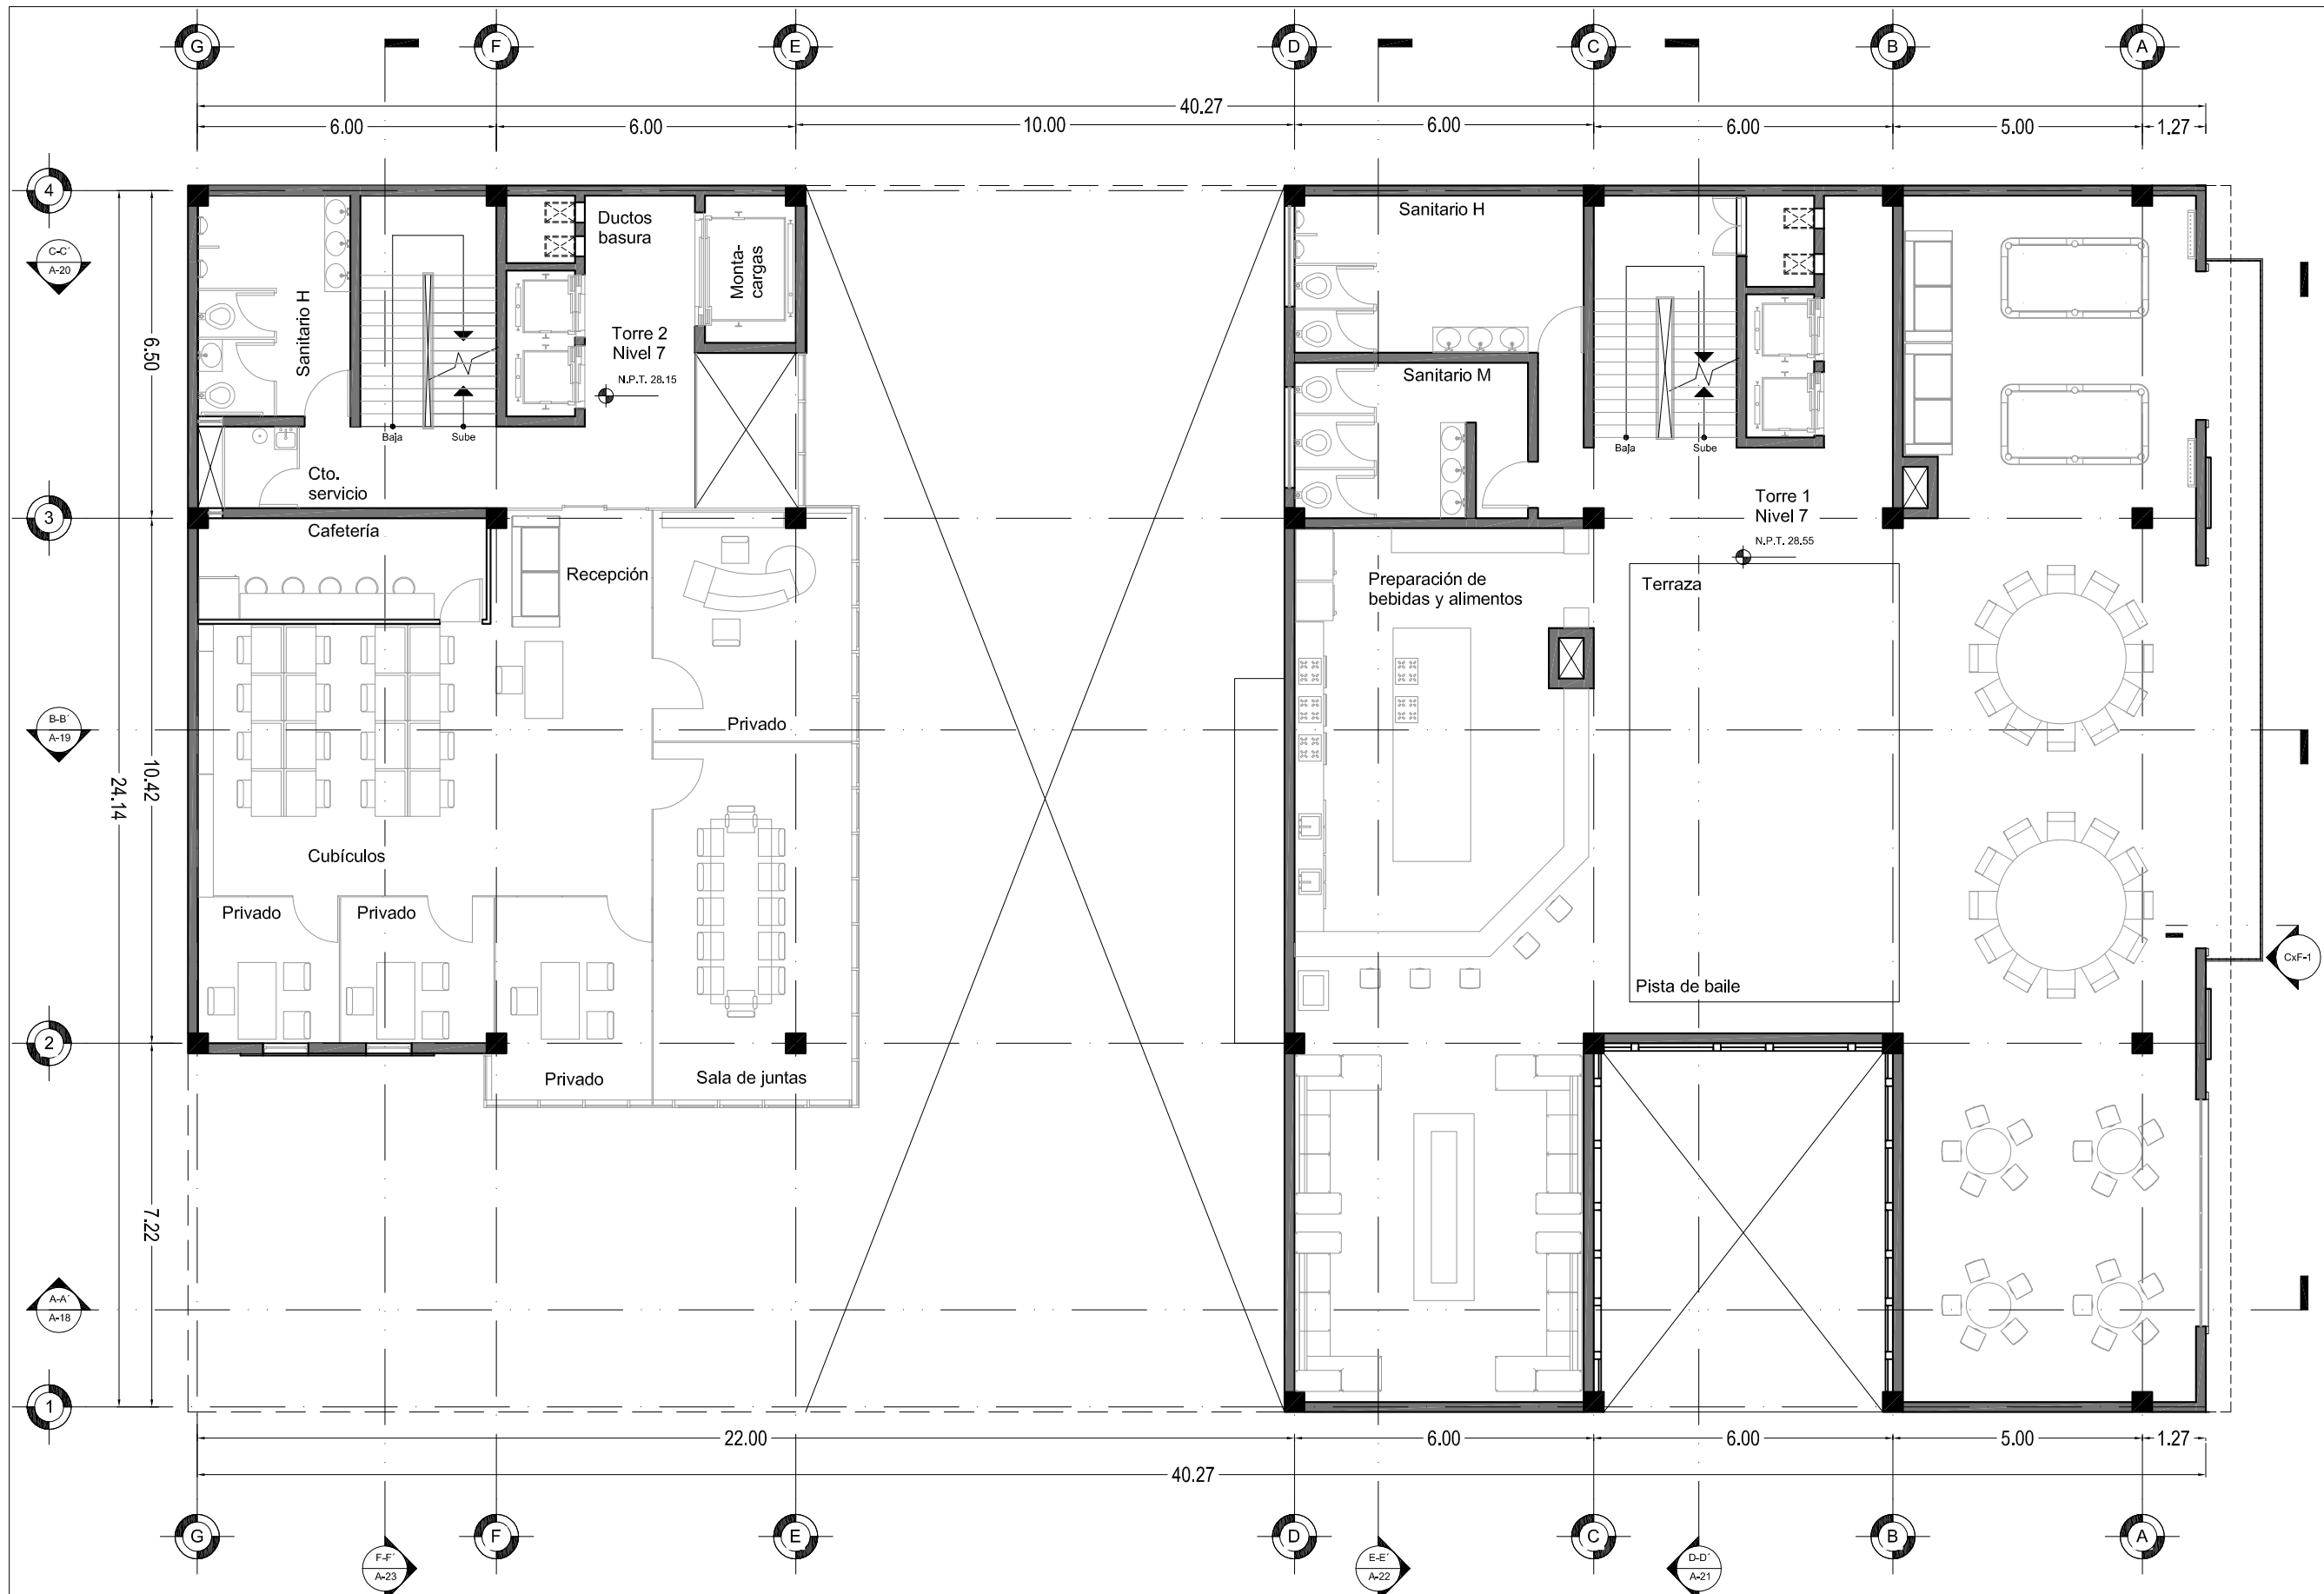 G F E D C B A
40.27
6.00 6.00 10.00 6.00 6.00 5.00 1.27
4
C-C´
A-20
6.50
Sanitario H
Ductos
basura
Monta-
cargas
Torre 2
Nivel 7
N.P.T. 28.15
Baja Sube
Cto.
servicio
Sanitario H
Sanitario M
Baja Sube
Torre 1
Nivel 7
N.P.T. 28.55
3
Cafetería
Recepción
Preparación de
bebidas y alimentos
Terraza
B-B´
A-19
Privado
10.42
24.14
Cubículos
Privado Privado
CxF-1
Pista de baile
2
Privado
Sala de juntas
7.22
A-A´
A-18
1
22.00 6.00 6.00 5.00 1.27
40.27
G F E D C B A
F-F´
A-23
E-E´
A-22
D-D´
A-21